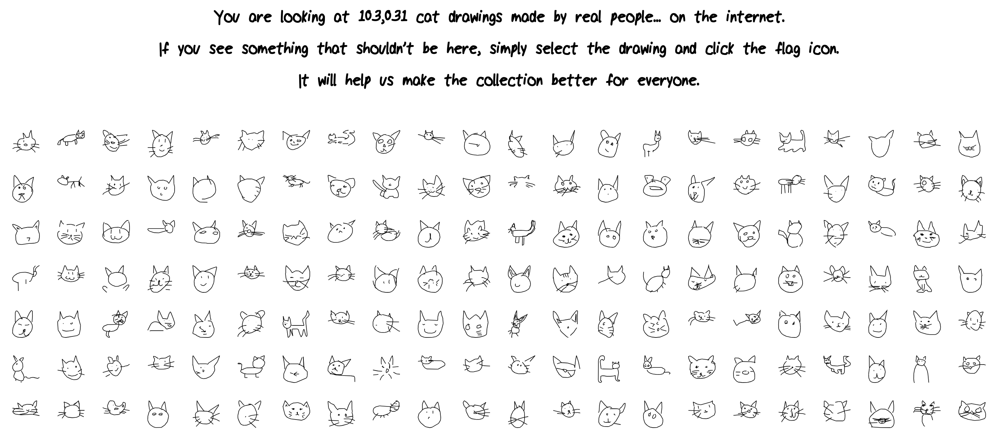 You are looking at 103,031 cat drawings made by real people... on the internet.
If you see something that shouldn't be here, simply select the drawing and click the flag icon.
It will help us make the collection better for everyone.